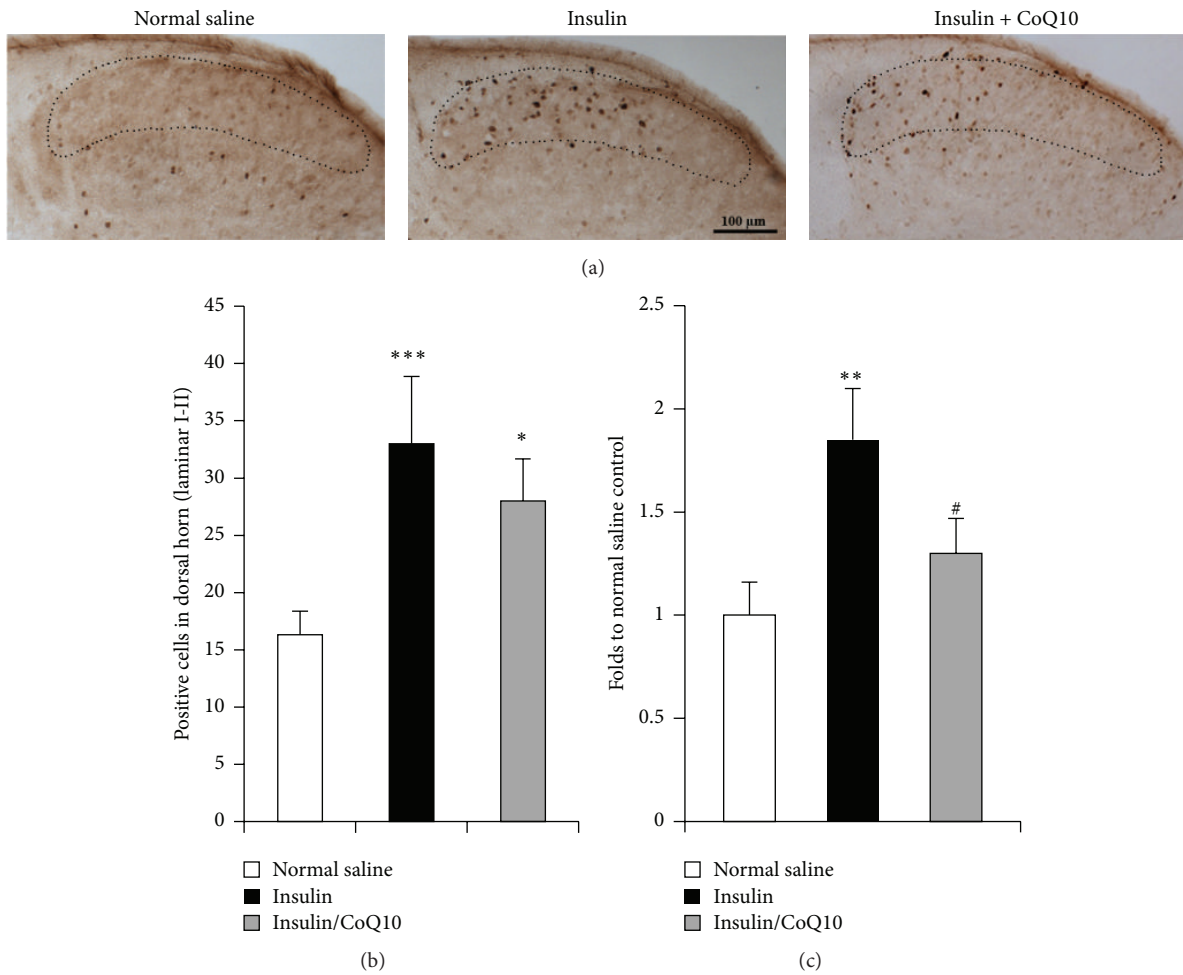 Normal saline
Insulin
Insulin + CoQ10
100 μm
(a)
45
40
35
30
25
20
15
10
5
0
Positive cells in dorsal horn (laminar I-II)
***
*
Normal saline
Insulin
Insulin/CoQ10
(b)
2.5
2
1.5
1
0.5
0
Folds to normal saline control
**
#
Normal saline
Insulin
Insulin/CoQ10
(c)